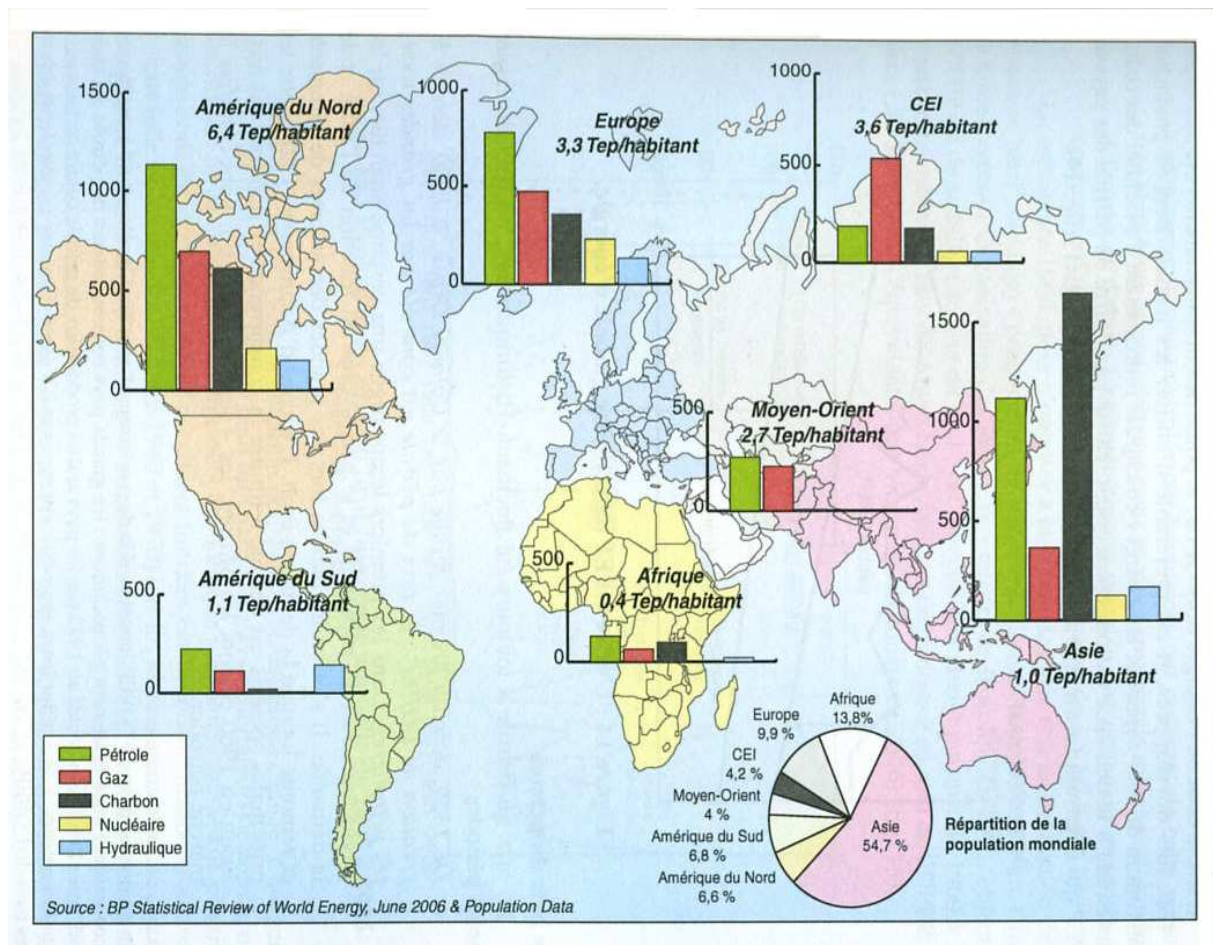 1500
1000
500
0
Amérique du Nord
6,4 Tep/habitant
1000
500
0
Europe
3,3 Tep/habitant
1000
500
0
CEI
3,6 Tep/habitant
500
0
Moyen-Orient
2,7 Tep/habitant
1500
1000
500
0
Asie
1,0 Tep/habitant
500
0
Amérique du Sud
1,1 Tep/habitant
500
0
Afrique
0,4 Tep/habitant
Pétrole
Gaz
Charbon
Nucléaire
Hydraulique
Afrique
13,8%
Europe
9,9 %
CEI
4,2 %
Moyen-Orient
4 %
Amérique du Sud
6,8 %
Amérique du Nord
6,6 %
Asie
54,7 %
Répartition de la
population mondiale
Source : BP Statistical Review of World Energy, June 2006 & Population Data